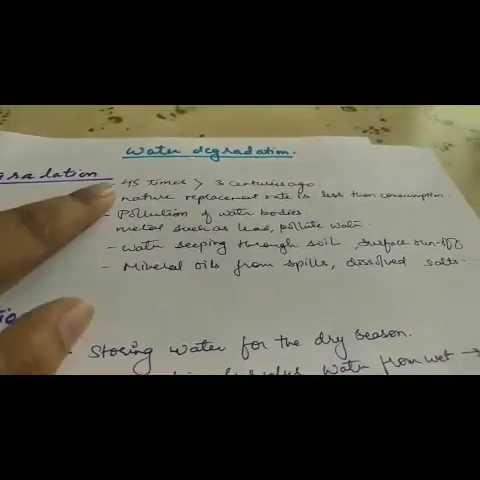 Water degradation.
gradation
- 45 times > 3 centuries ago.
nature replacement rate is less than consumption
- Pollution of water bodies.
metal such as lead, pollute water.
- Water seeping through soil, surface run-off
- Mineral oils from spills, dissolved salts.
- Storing water for the dry season.
water from wet →